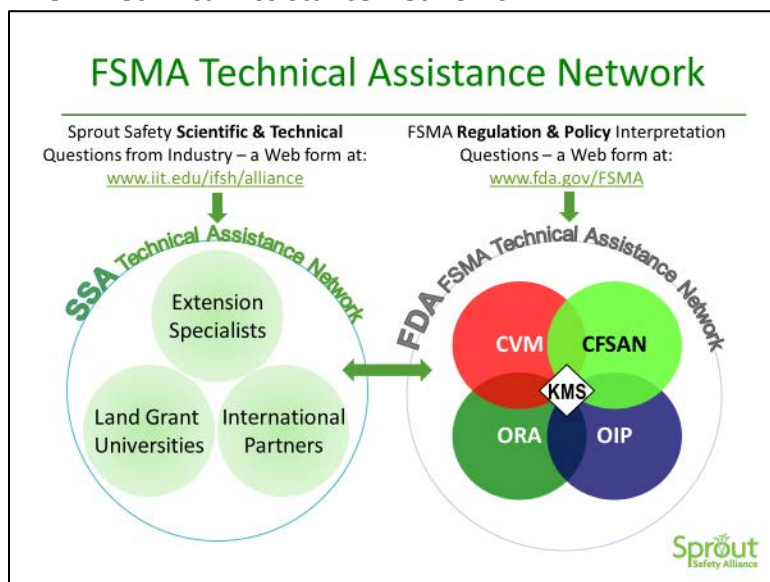 FSMA Technical Assistance Network
Sprout Safety Scientific & Technical
Questions from Industry – a Web form at:
www.iit.edu/ifsh/alliance
FSMA Regulation & Policy Interpretation
Questions – a Web form at:
www.fda.gov/FSMA
SSA Technical Assistance Network
Extension
Specialists
Land Grant
Universities
International
Partners
FDA FSMA Technical Assistance Network
CVM
CFSAN
KMS
ORA
OIP
Sprout
Safety Alliance